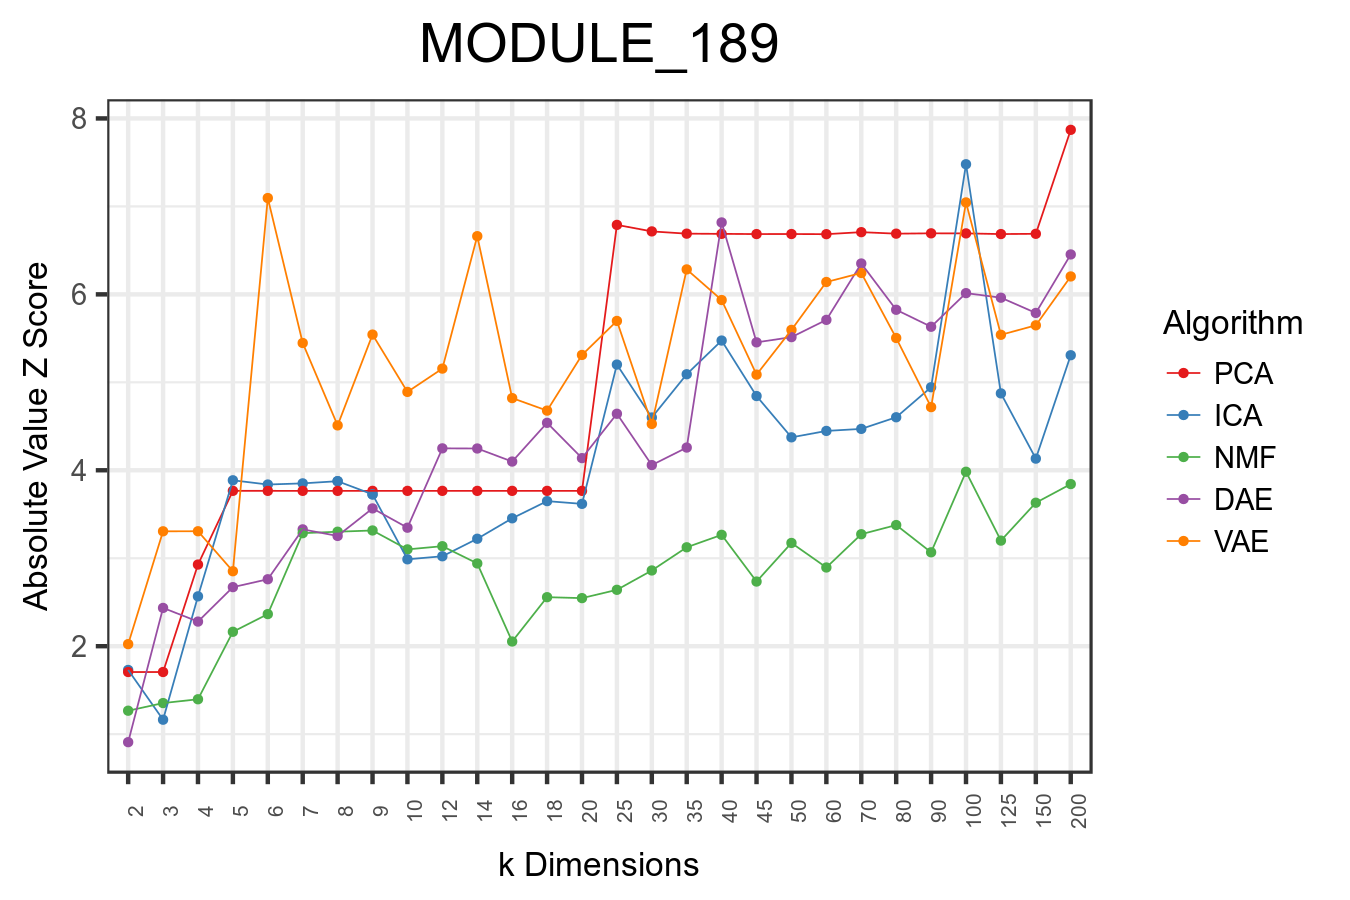 MODULE_189
Absolute Value Z Score
8
6
4
2
2 3 4 5 6 7 8 9 10 12 14 16 18 20 25 30 35 40 45 50 60 70 80 90 100 125 150 200
k Dimensions
Algorithm
PCA
ICA
NMF
DAE
VAE